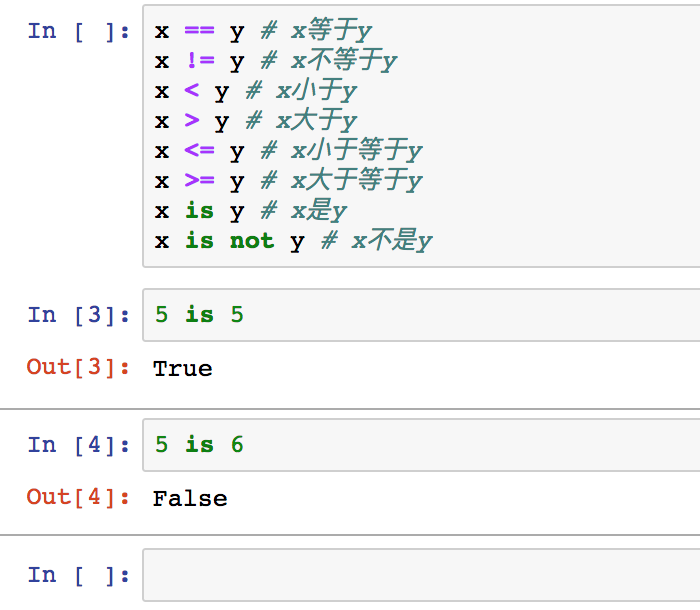 In [ ]: x == y # x等于y
x != y # x不等于y
x < y # x小于y
x > y # x大于y
x <= y # x小于等于y
x >= y # x大于等于y
x is y # x是y
x is not y # x不是y
In [3]: 5 is 5
Out[3]: True
In [4]: 5 is 6
Out[4]: False
In [ ]: